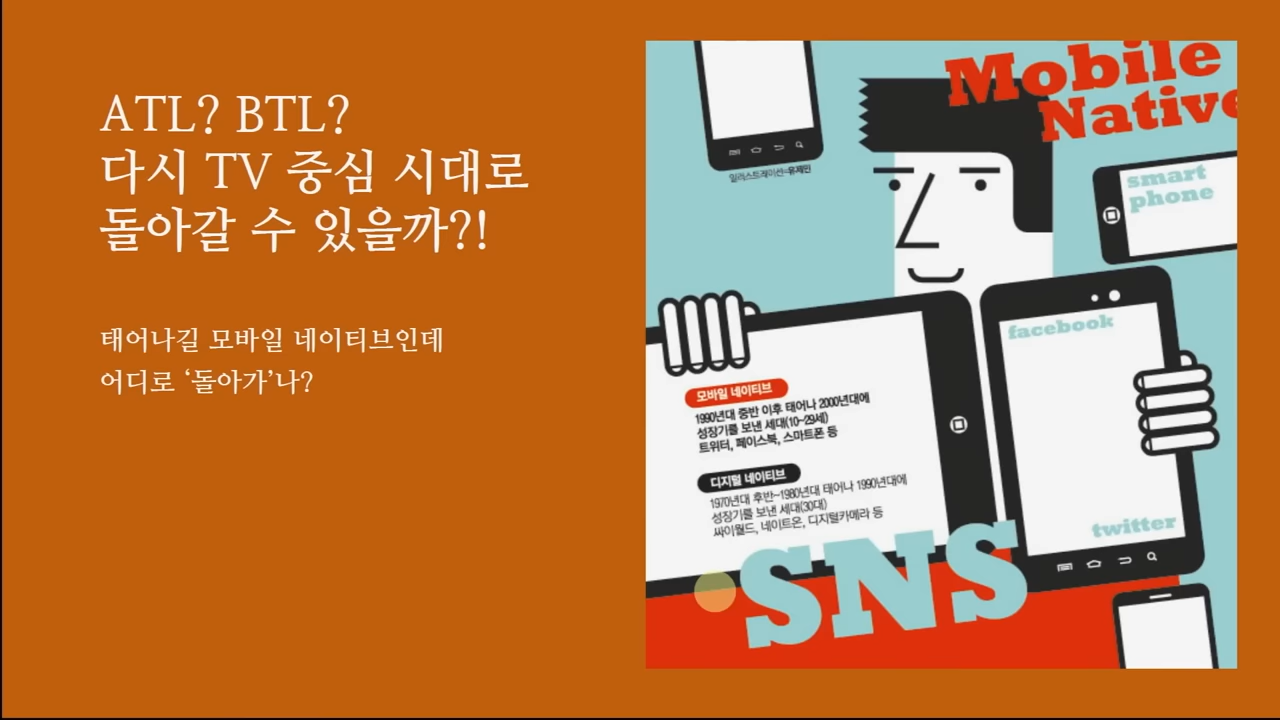 ATL? BTL?
다시 TV 중심 시대로
돌아갈 수 있을까?!
태어나길 모바일 네이티브인데
어디로 ‘돌아가’나?
Mobile
Native
일러스트레이션=유재민
smart
phone
facebook
모바일 네이티브
1990년대 중반 이후 태어나 2000년대에
성장기를 보낸 세대(10~29세)
트위터, 페이스북, 스마트폰 등
디지털 네이티브
1970년대 후반~1980년대 태어나 1990년대에
성장기를 보낸 세대(30대)
싸이월드, 네이트온, 디지털카메라 등
twitter
SNS